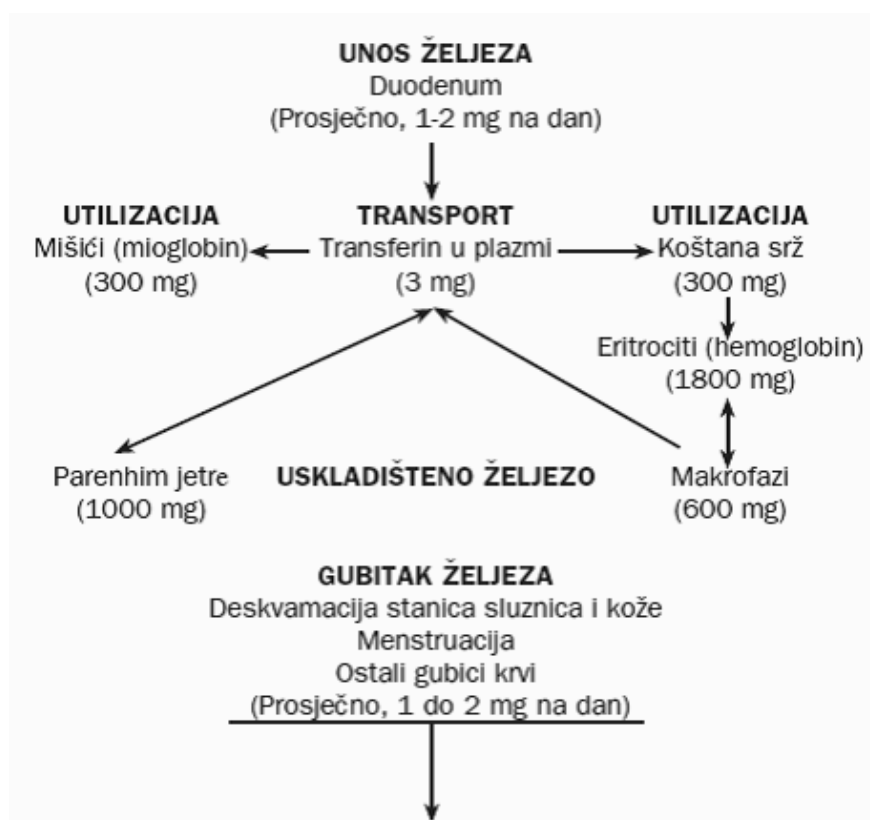 UNOS ŽELJEZA
Duodenum
(Prosječno, 1-2 mg na dan)
UTILIZACIJA
Mišići (mioglobin)
(300 mg)
TRANSPORT
Transferin u plazmi
(3 mg)
UTILIZACIJA
Koštana srž
(300 mg)
Eritrociti (hemoglobin)
(1800 mg)
Parenhim jetre
(1000 mg)
USKLADIŠTENO ŽELJEZO
Makrofazi
(600 mg)
GUBITAK ŽELJEZA
Deskvamacija stanica sluznica i kože
Menstruacija
Ostali gubici krvi
(Prosječno, 1 do 2 mg na dan)